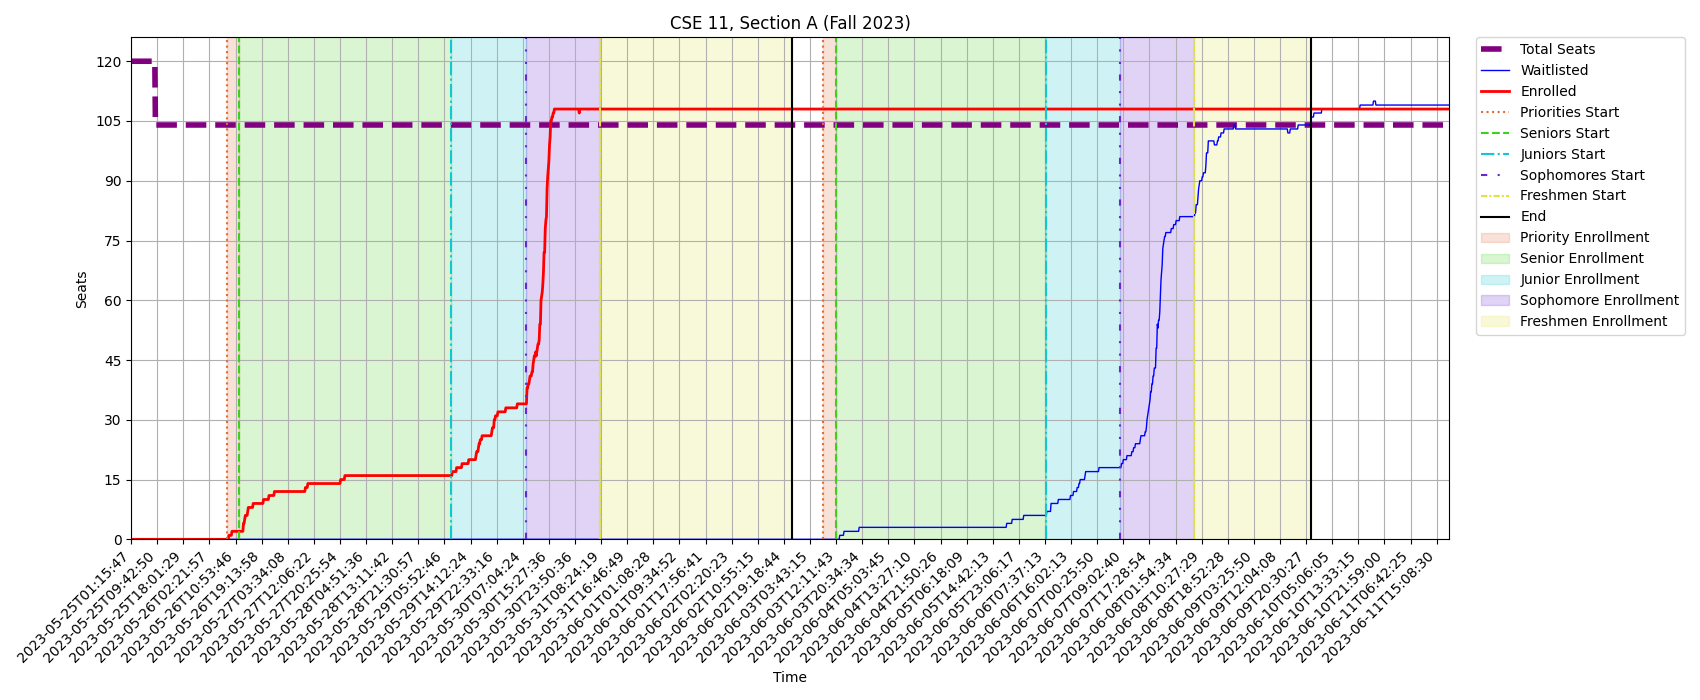 CSE 11, Section A (Fall 2023)
Seats
120
105
90
75
60
45
30
15
0
2023-05-25T01:15:47
2023-05-25T09:42:50
2023-05-25T18:01:29
2023-05-26T02:21:57
2023-05-26T10:53:46
2023-05-26T19:13:58
2023-05-27T03:34:08
2023-05-27T12:06:22
2023-05-27T20:25:54
2023-05-28T04:51:36
2023-05-28T13:11:42
2023-05-28T21:30:57
2023-05-29T05:52:46
2023-05-29T14:12:24
2023-05-29T22:33:16
2023-05-30T07:04:24
2023-05-30T15:27:36
2023-05-30T23:50:36
2023-05-31T08:24:19
2023-05-31T16:46:49
2023-06-01T01:08:28
2023-06-01T09:34:52
2023-06-01T17:56:41
2023-06-02T02:20:23
2023-06-02T10:55:15
2023-06-02T19:18:44
2023-06-03T03:43:15
2023-06-03T12:11:43
2023-06-03T20:34:34
2023-06-04T05:03:45
2023-06-04T13:27:10
2023-06-04T21:50:26
2023-06-05T06:18:09
2023-06-05T14:42:13
2023-06-05T23:06:17
2023-06-06T07:37:13
2023-06-06T16:02:13
2023-06-07T00:25:50
2023-06-07T09:02:40
2023-06-07T17:28:54
2023-06-08T01:54:34
2023-06-08T10:27:29
2023-06-08T18:52:28
2023-06-09T03:25:50
2023-06-09T12:04:08
2023-06-09T20:30:27
2023-06-10T05:06:05
2023-06-10T13:33:15
2023-06-10T21:59:00
2023-06-11T06:42:25
2023-06-11T15:08:30
Time
Total Seats
Waitlisted
Enrolled
Priorities Start
Seniors Start
Juniors Start
Sophomores Start
Freshmen Start
End
Priority Enrollment
Senior Enrollment
Junior Enrollment
Sophomore Enrollment
Freshmen Enrollment